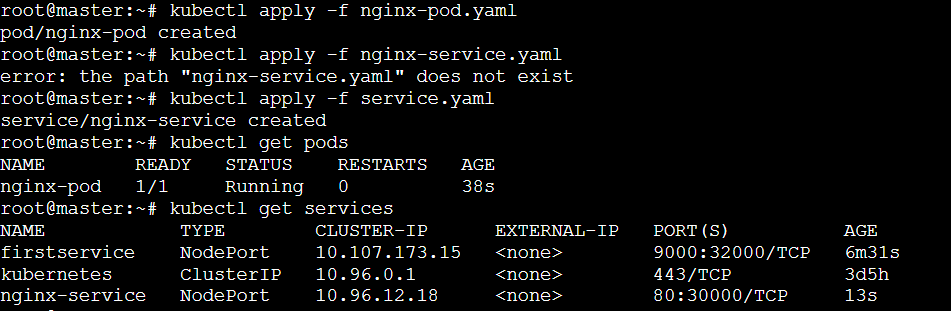 root@master:~# kubectl apply -f nginx-pod.yaml
pod/nginx-pod created
root@master:~# kubectl apply -f nginx-service.yaml
error: the path "nginx-service.yaml" does not exist
root@master:~# kubectl apply -f service.yaml
service/nginx-service created
root@master:~# kubectl get pods
NAME        READY   STATUS    RESTARTS   AGE
nginx-pod   1/1     Running   0          38s
root@master:~# kubectl get services
NAME            TYPE        CLUSTER-IP      EXTERNAL-IP   PORT(S)          AGE
firstservice    NodePort    10.107.173.15   <none>        9000:32000/TCP   6m31s
kubernetes      ClusterIP   10.96.0.1       <none>        443/TCP          3d5h
nginx-service   NodePort    10.96.12.18     <none>        80:30000/TCP     13s